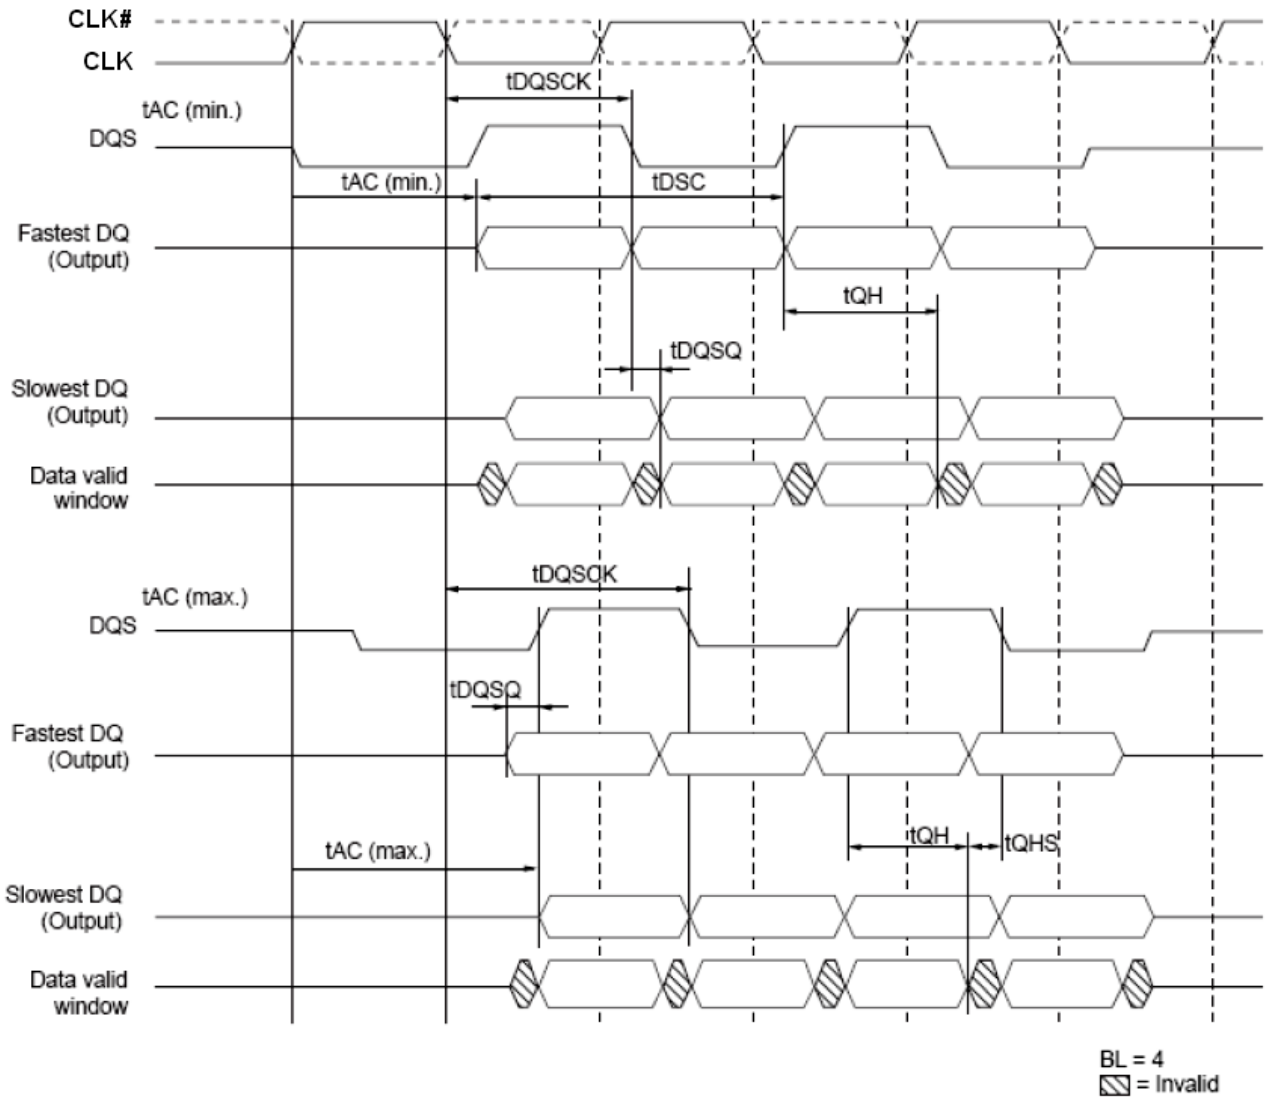 CLK#
CLK
tDQSCK
tAC (min.)
DQS
tAC (min.)
tDSC
Fastest DQ
(Output)
tQH
tDQSQ
Slowest DQ
(Output)
Data valid
window
tDQSCK
tAC (max.)
DQS
tDQSQ
Fastest DQ
(Output)
tQH
tQHS
tAC (max.)
Slowest DQ
(Output)
Data valid
window
BL = 4
= Invalid